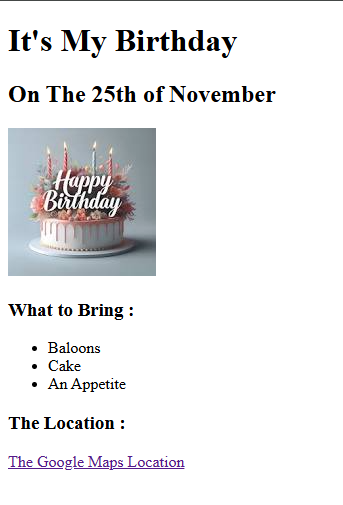 It's My Birthday
On The 25th of November
Happy
Birthday
What to Bring :
Baloons
Cake
An Appetite
The Location :
The Google Maps Location